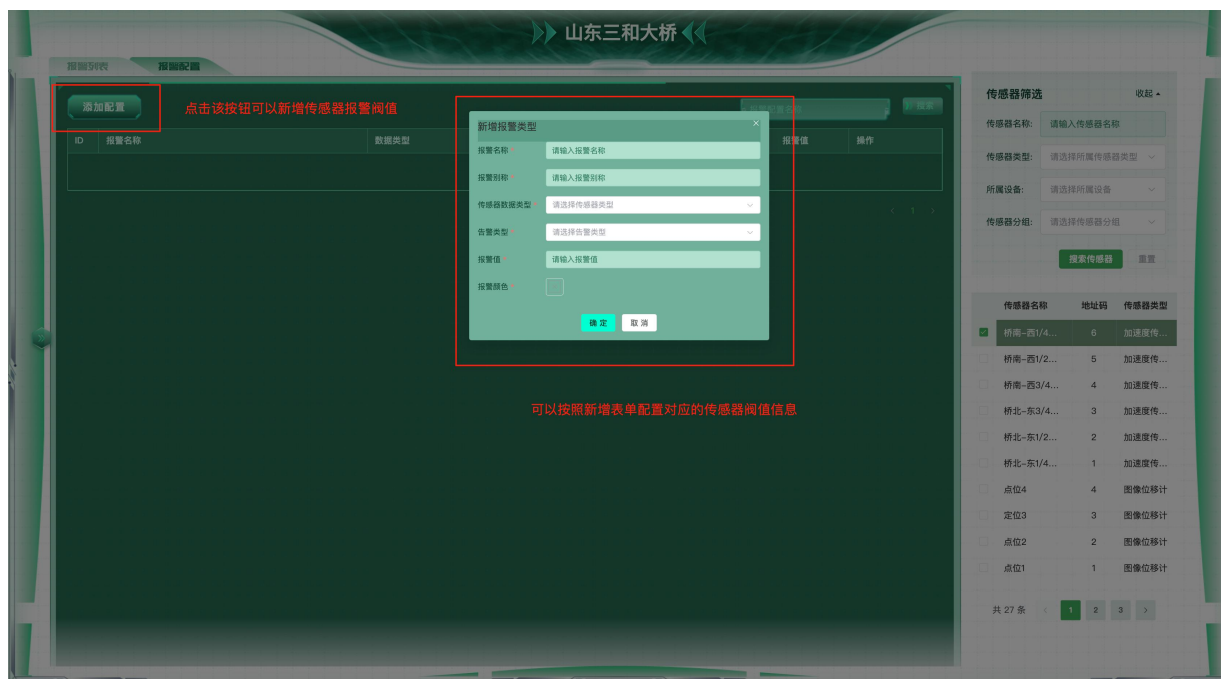 山东三和大桥
报警列表 报警配置
添加配置
点击该按钮可以新增传感器报警阀值
报警配置名称 搜索
ID 报警名称 数据类型 报警值 操作
< 1 >
新增报警类型 ×
报警名称 * 请输入报警名称
报警别称 * 请输入报警别称
传感器数据类型 * 请选择传感器类型
告警类型 * 请选择告警类型
报警值 * 请输入报警值
报警颜色 *
确定 取消
可以按照新增表单配置对应的传感器阀值信息
传感器筛选 收起
传感器名称: 请输入传感器名称
传感器类型: 请选择所属传感器类型
所属设备: 请选择所属设备
传感器分组: 请选择传感器分组
搜索传感器 重置
传感器名称 地址码 传感器类型
桥南-西1/4... 6 加速度传...
桥南-西1/2... 5 加速度传...
桥南-西3/4... 4 加速度传...
桥北-东3/4... 3 加速度传...
桥北-东1/2... 2 加速度传...
桥北-东1/4... 1 加速度传...
点位4 4 图像位移计
定位3 3 图像位移计
点位2 2 图像位移计
点位1 1 图像位移计
共 27 条 < 1 2 3 >